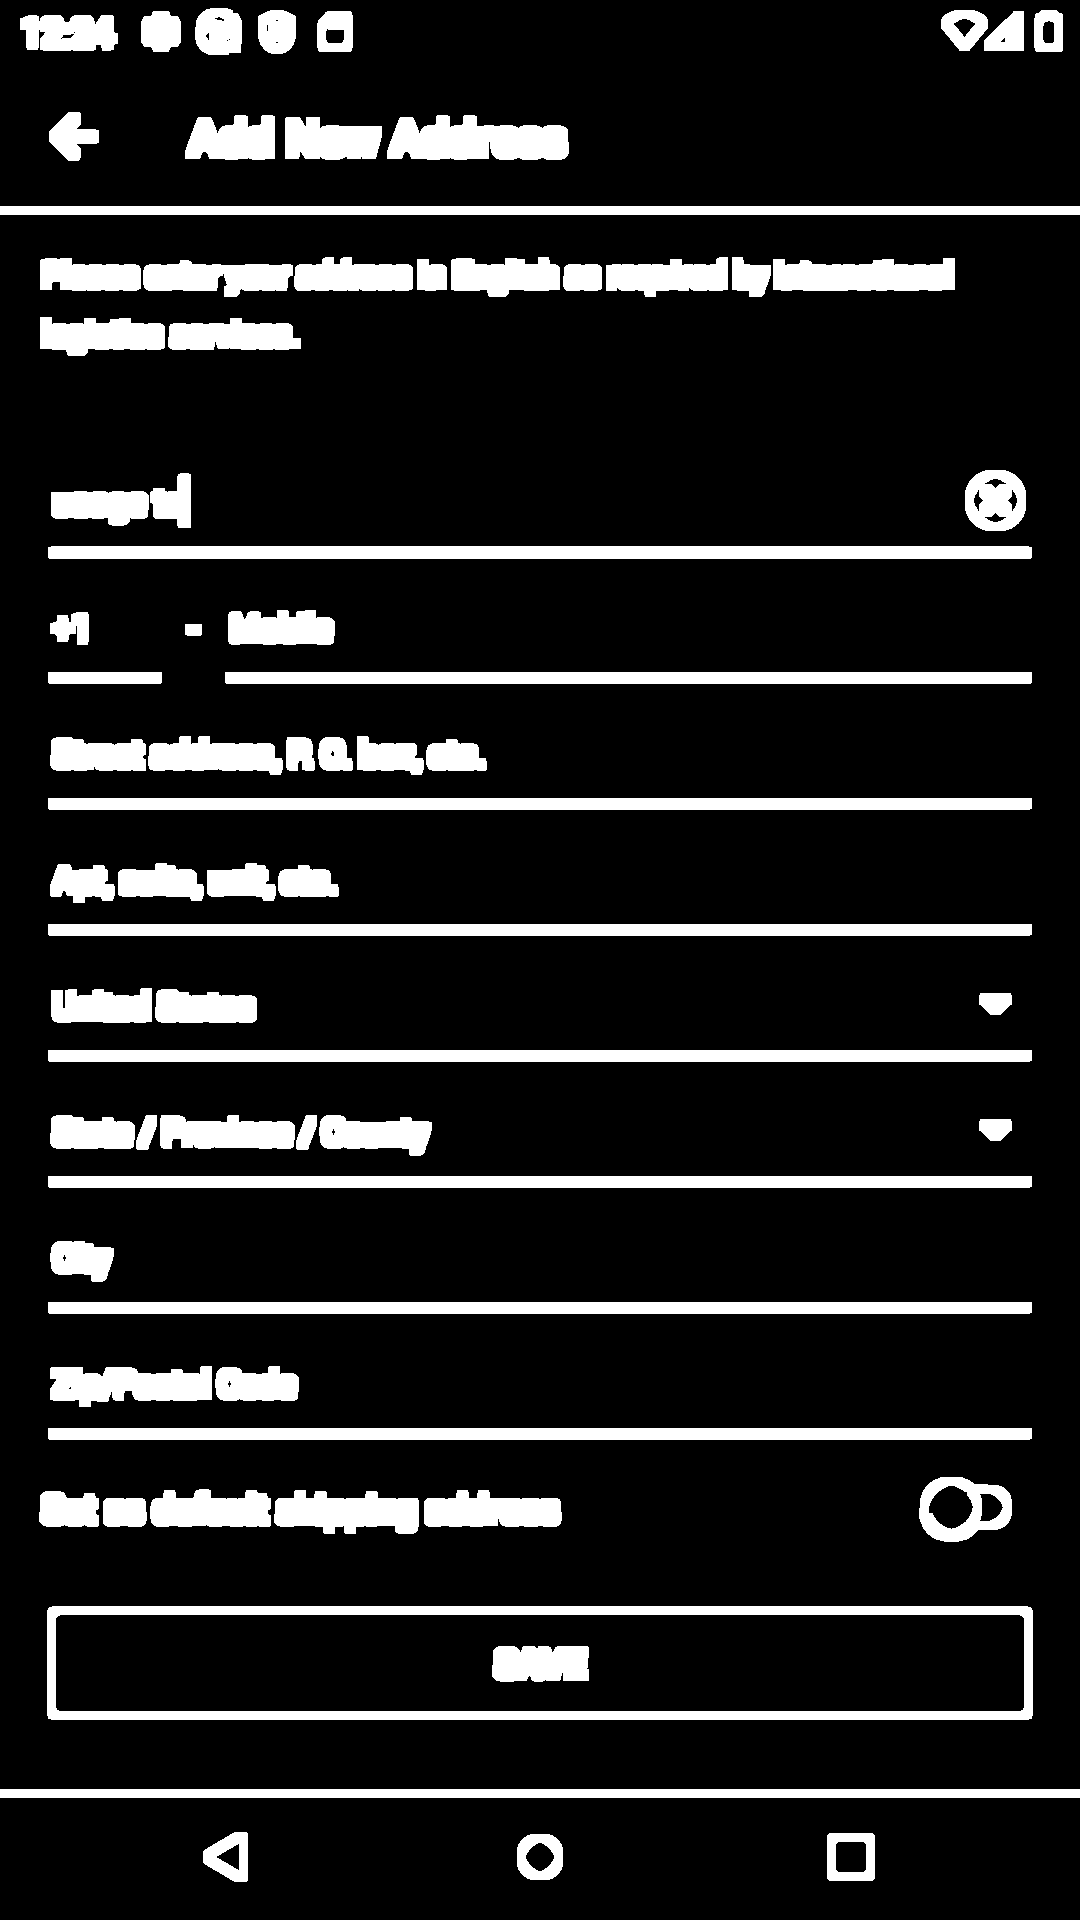 12:24
Add New Address
Please enter your address in English as required by international
logistics services.
+1 - Mobile
Street address, P. O. box, etc.
Apt, suite, unit, etc.
United States
State / Province / County
City
Zip/Postal Code
Set as default shipping address
SAVE